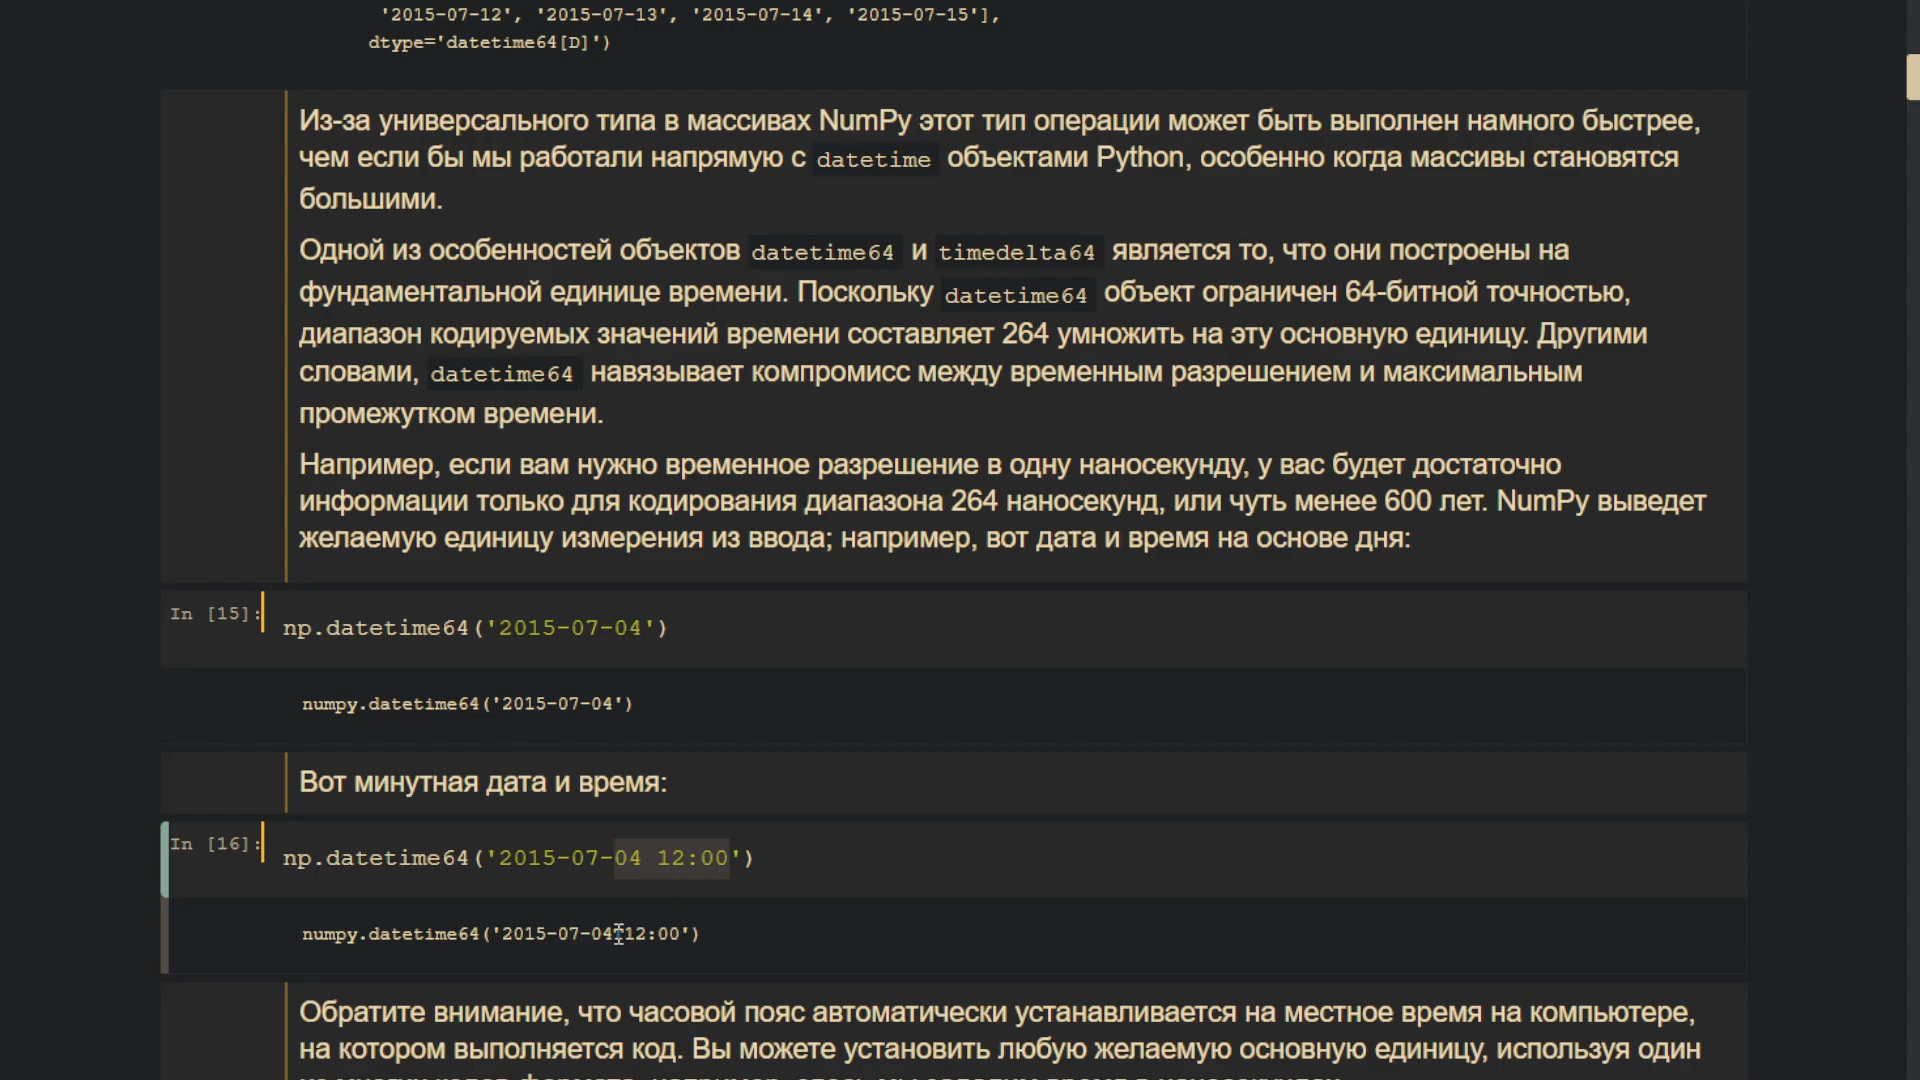 '2015-07-12', '2015-07-13', '2015-07-14', '2015-07-15'],
dtype='datetime64[D]')
Из-за универсального типа в массивах NumPy этот тип операции может быть выполнен намного быстрее,
чем если бы мы работали напрямую с datetime объектами Python, особенно когда массивы становятся
большими.
Одной из особенностей объектов datetime64 и timedelta64 является то, что они построены на
фундаментальной единице времени. Поскольку datetime64 объект ограничен 64-битной точностью,
диапазон кодируемых значений времени составляет 264 умножить на эту основную единицу. Другими
словами, datetime64 навязывает компромисс между временным разрешением и максимальным
промежутком времени.
Например, если вам нужно временное разрешение в одну наносекунду, у вас будет достаточно
информации только для кодирования диапазона 264 наносекунд, или чуть менее 600 лет. NumPy выведет
желаемую единицу измерения из ввода; например, вот дата и время на основе дня:
In [15]:
np.datetime64('2015-07-04')
numpy.datetime64('2015-07-04')
Вот минутная дата и время:
In [16]:
np.datetime64('2015-07-04 12:00')
numpy.datetime64('2015-07-04T12:00')
Обратите внимание, что часовой пояс автоматически устанавливается на местное время на компьютере,
на котором выполняется код. Вы можете установить любую желаемую основную единицу, используя один